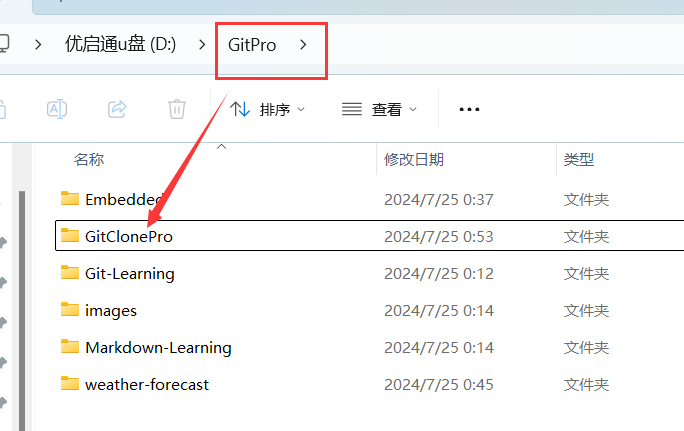 优启通u盘 (D:) > GitPro >
排序 查看 •••
名称 修改日期 类型
Embedded 2024/7/25 0:37 文件夹
GitClonePro 2024/7/25 0:53 文件夹
Git-Learning 2024/7/25 0:12 文件夹
images 2024/7/25 0:14 文件夹
Markdown-Learning 2024/7/25 0:14 文件夹
weather-forecast 2024/7/25 0:45 文件夹